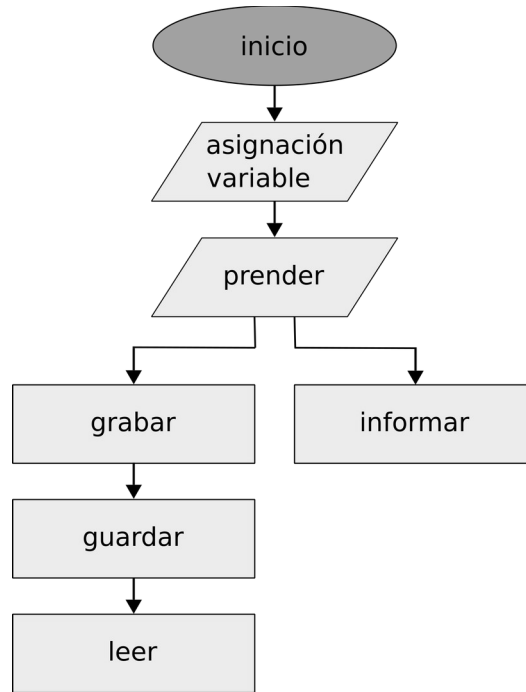 inicio
asignación
variable
prender
grabar
informar
guardar
leer